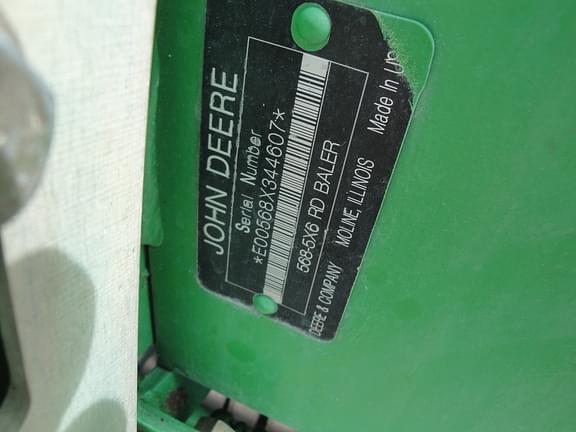 JOHN DEERE
Serial Number
*E00568X344607*
568-5X6 RD BALER
DEERE & COMPANY MOLINE, ILLINOIS Made In